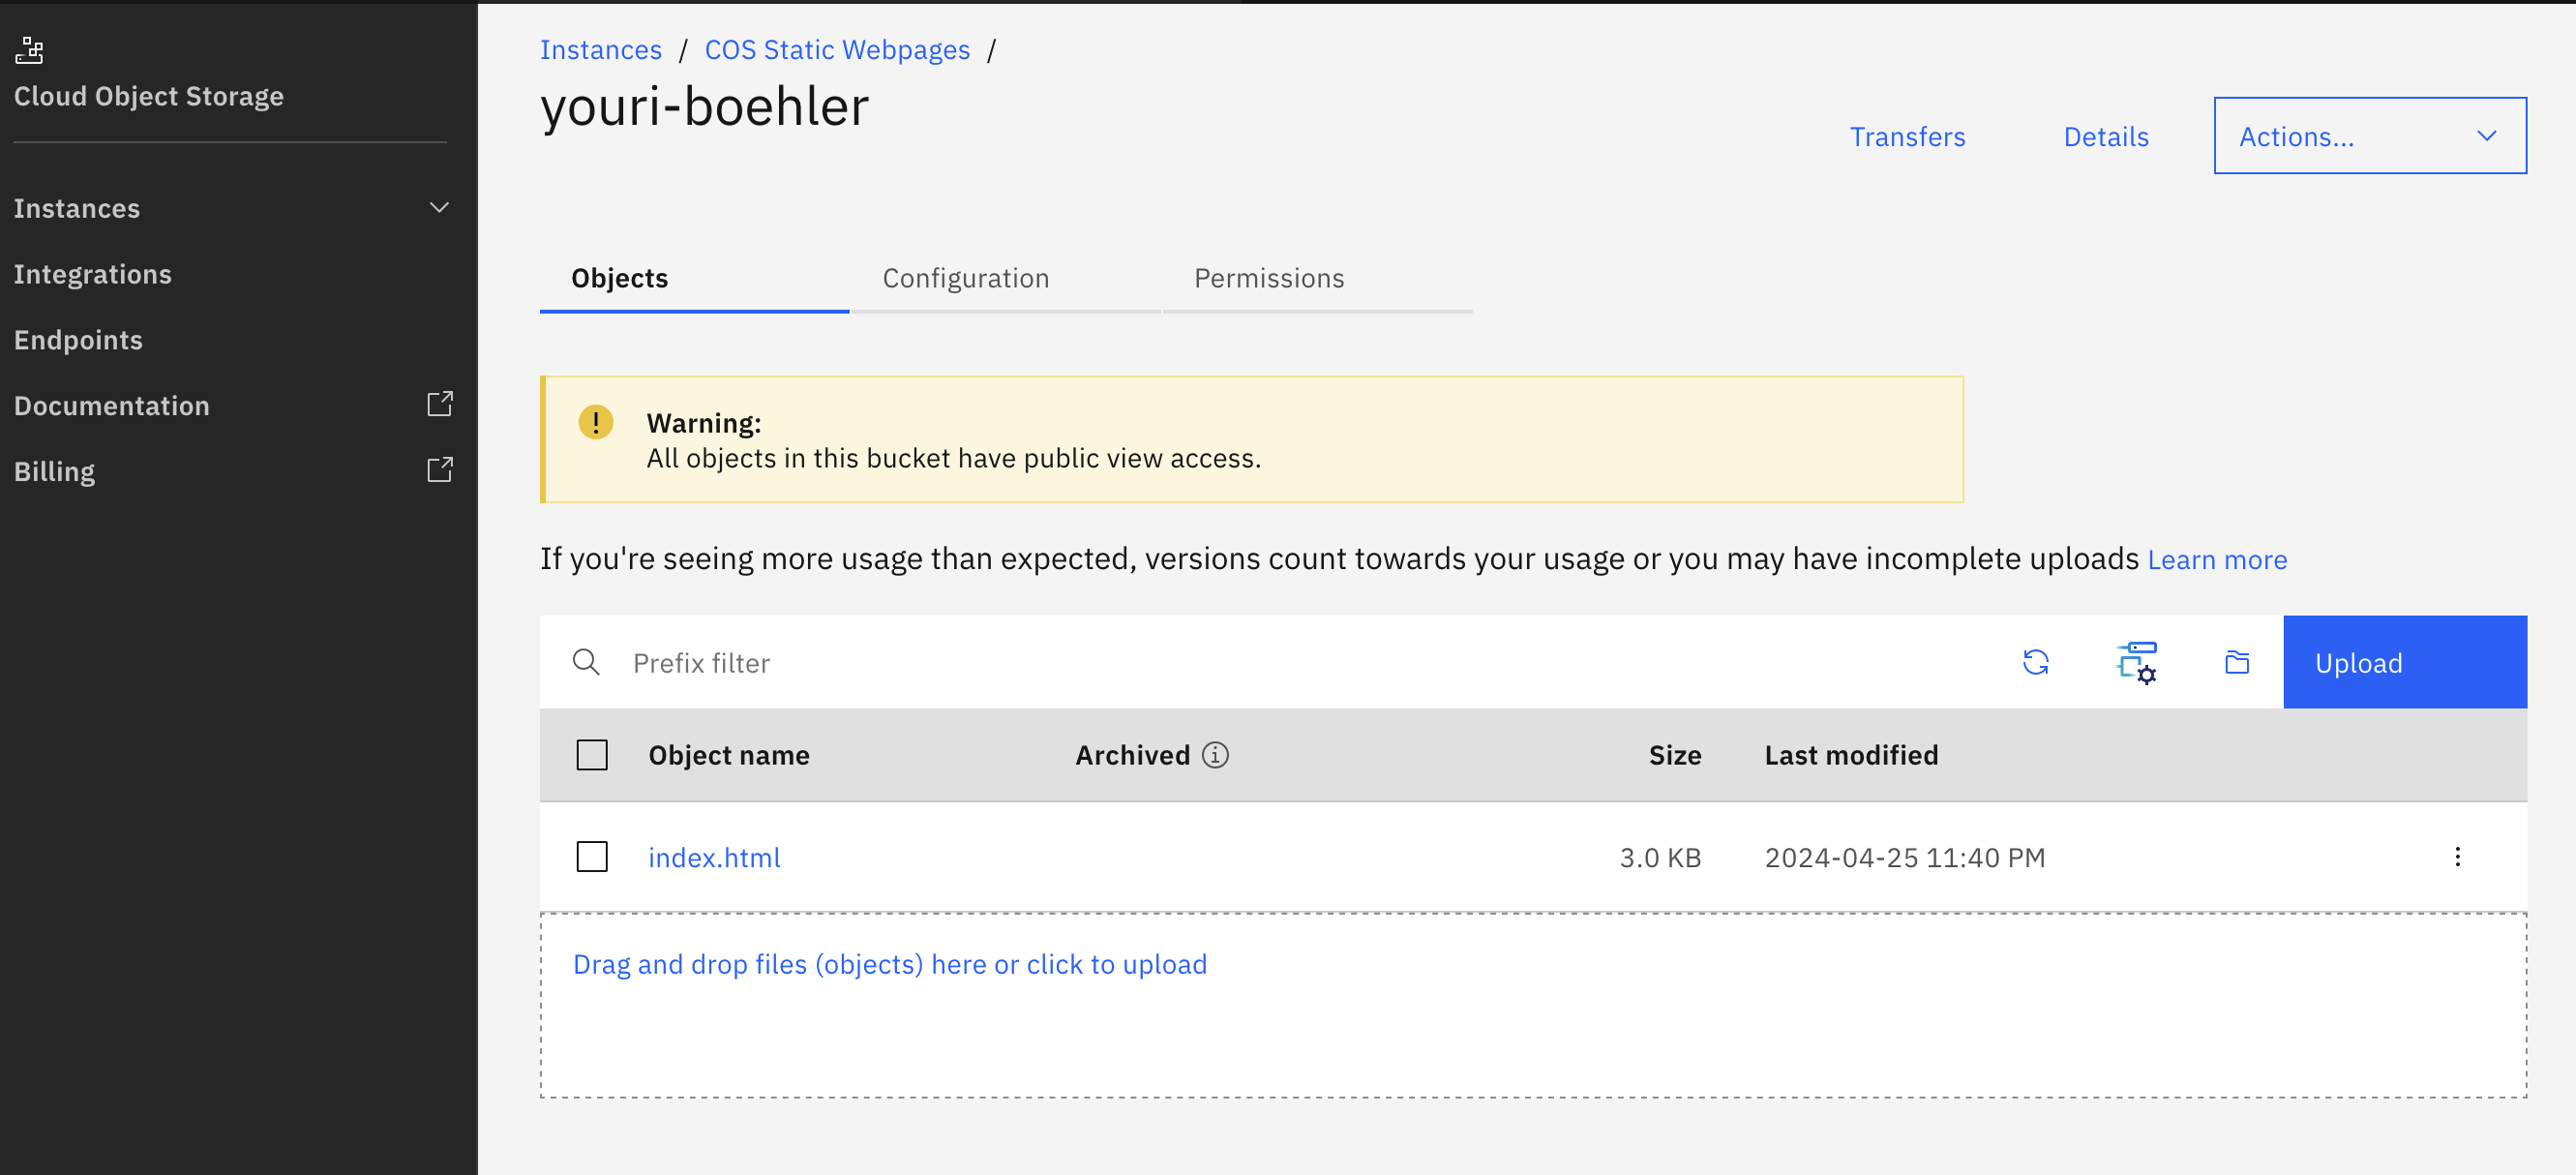 Cloud Object Storage
Instances
Integrations
Endpoints
Documentation
Billing
Instances / COS Static Webpages /
youri-boehler
Transfers Details Actions...
Objects Configuration Permissions
Warning:
All objects in this bucket have public view access.
If you're seeing more usage than expected, versions count towards your usage or you may have incomplete uploads Learn more
Prefix filter Upload
Object name Archived Size Last modified
index.html 3.0 KB 2024-04-25 11:40 PM
Drag and drop files (objects) here or click to upload